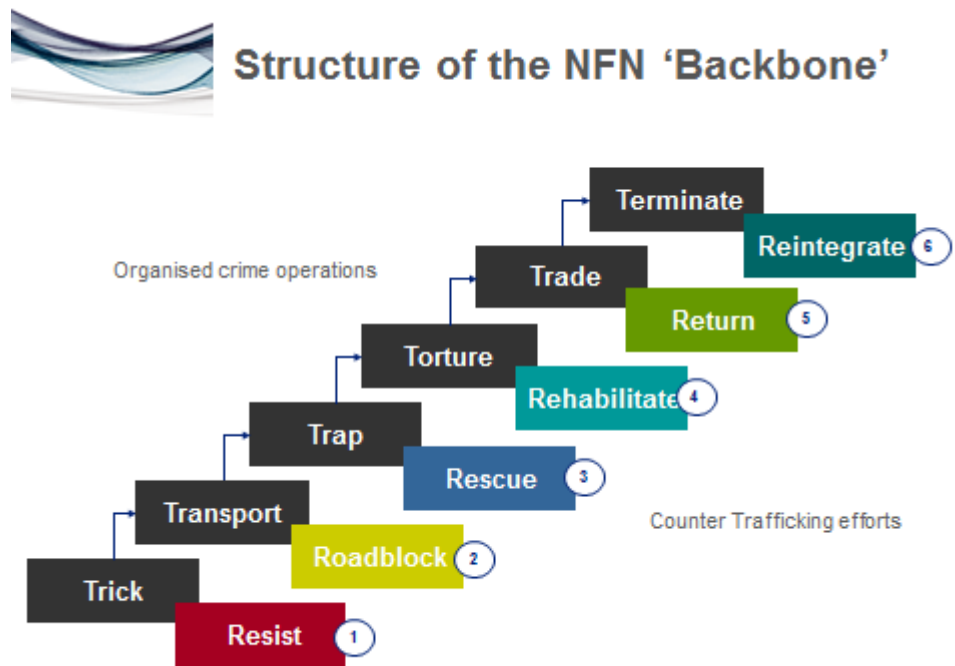 Structure of the NFN ‘Backbone’
Terminate
Reintegrate 6
Organised crime operations
Trade
Return 5
Torture
Rehabilitate 4
Trap
Rescue 3
Transport
Counter Trafficking efforts
Roadblock 2
Trick
Resist 1